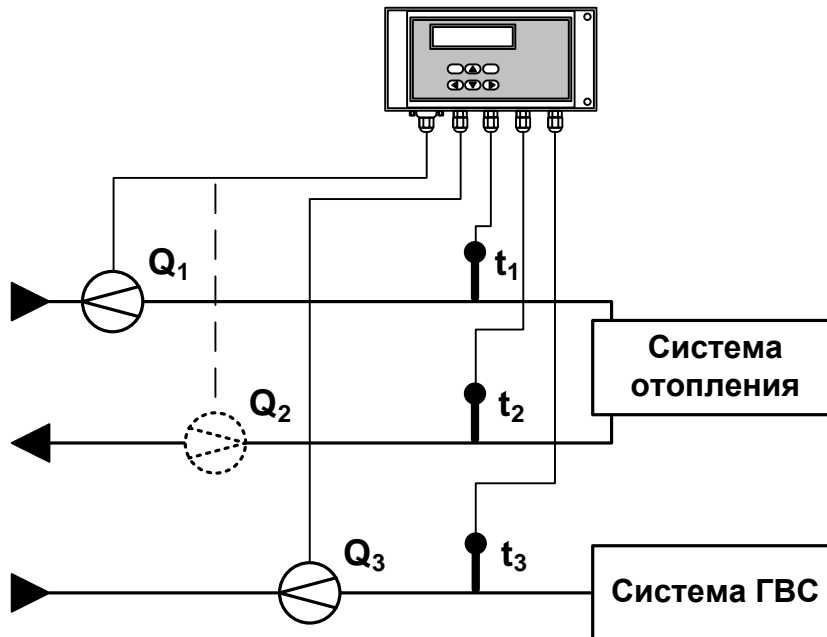 Q₁
t₁
Система
отопления
Q₂
t₂
Q₃
t₃
Система ГВС